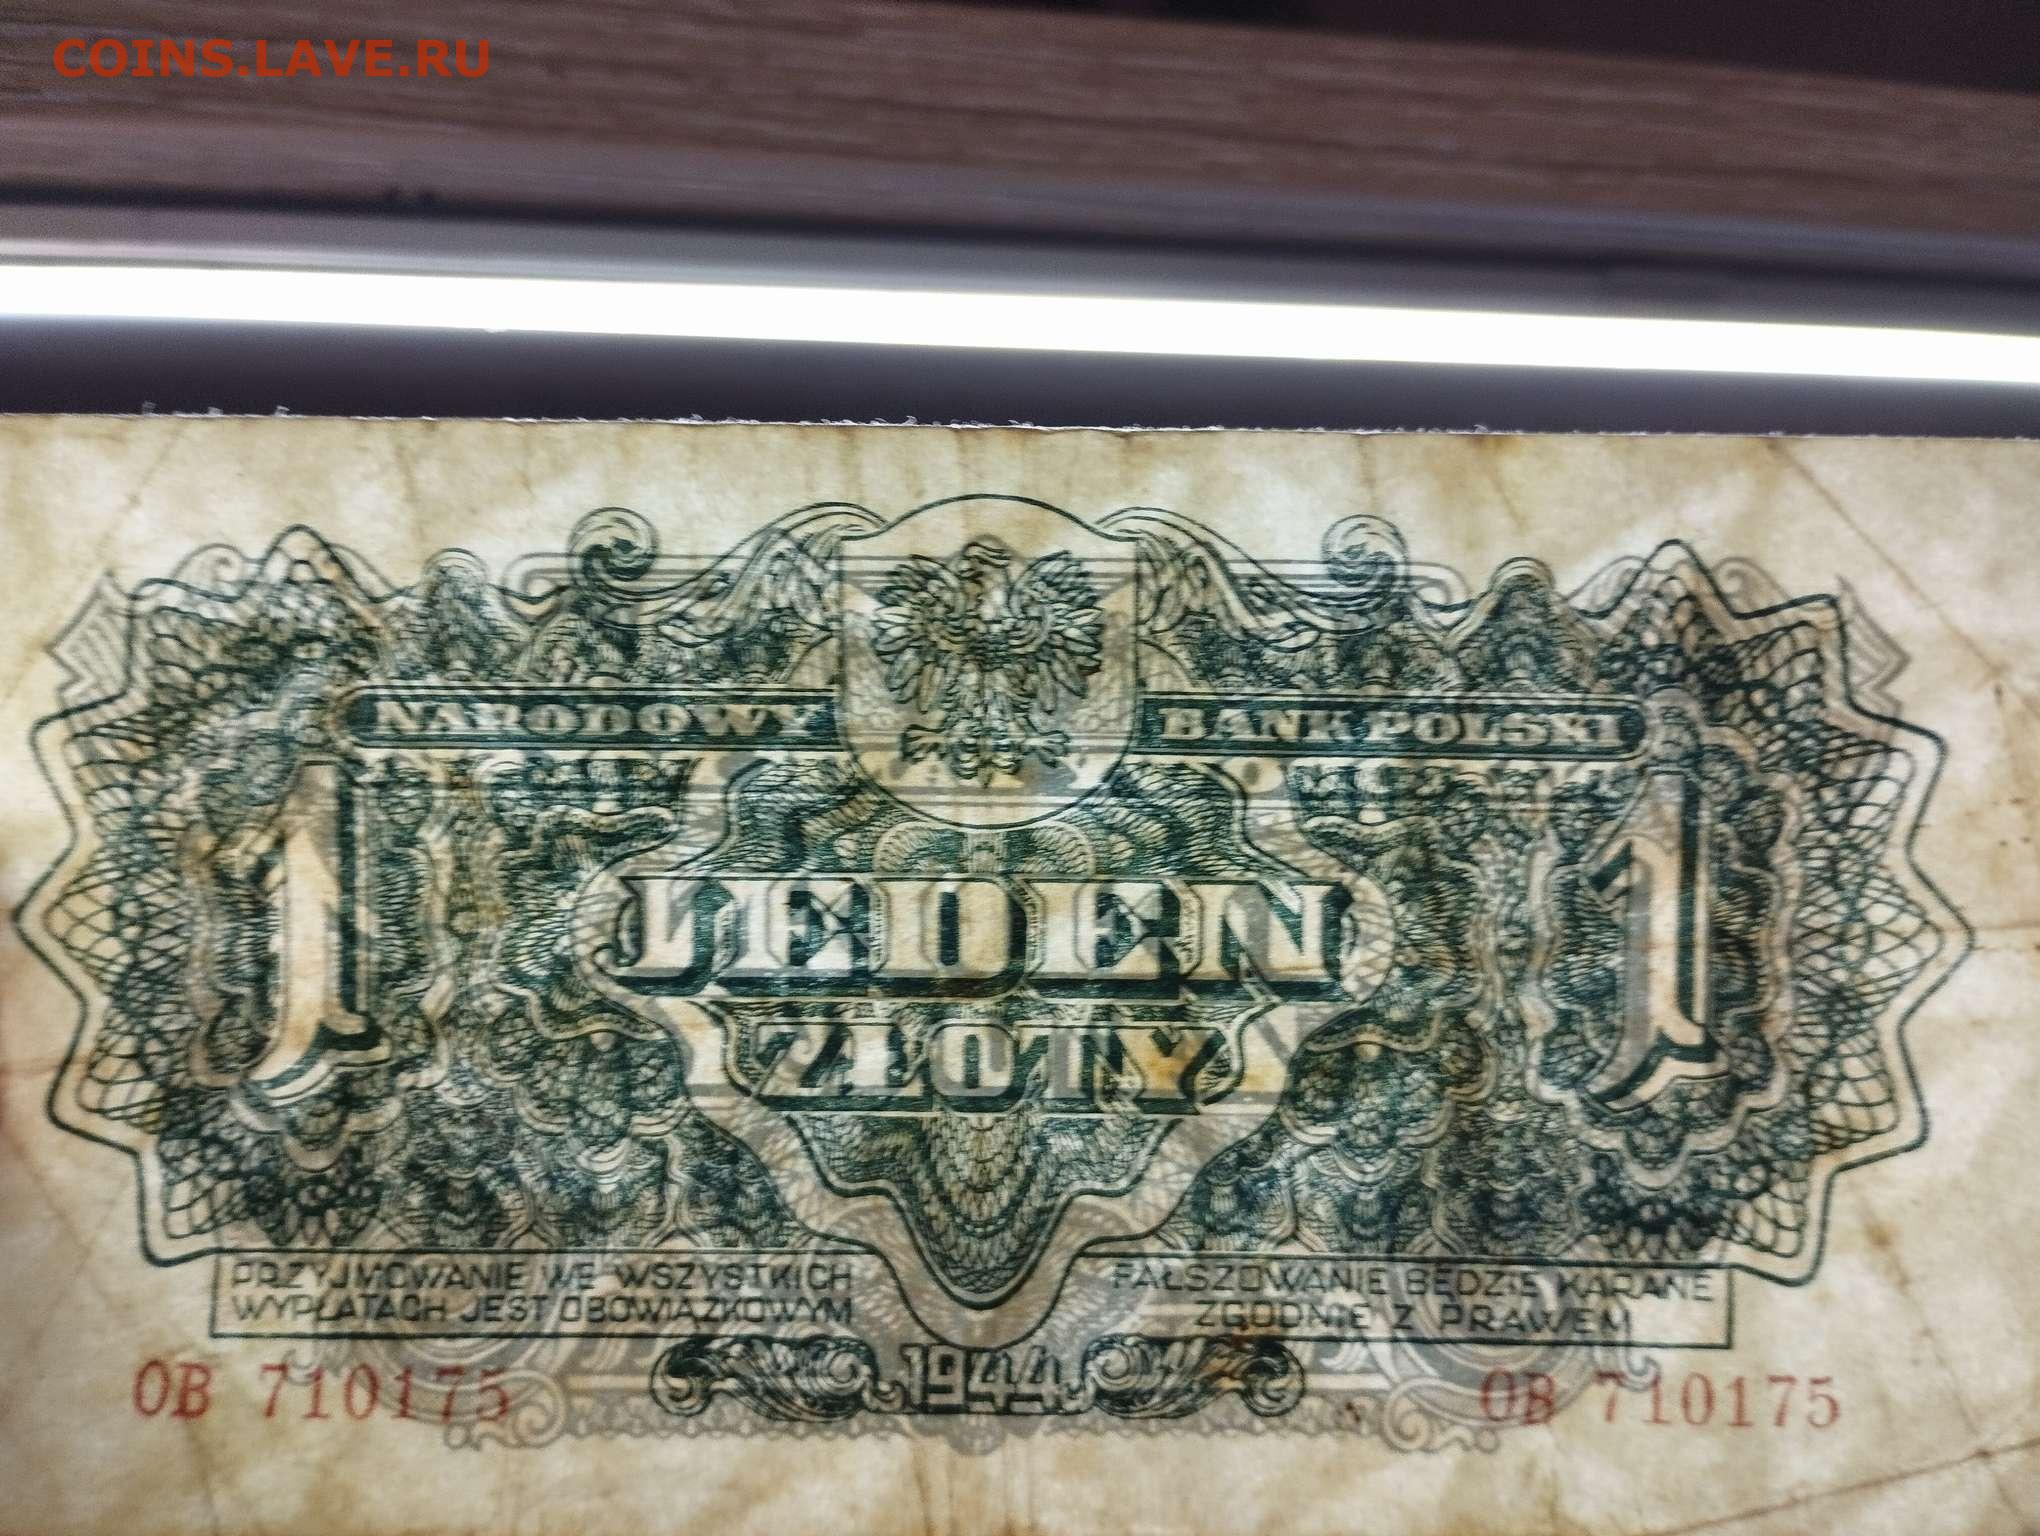 COINS.LAVE.RU
NARODOWY BANK POLSKI
1 JEDEN 1
ZŁOTY
PRZYJMOWANIE WE WSZYSTKICH
WYPŁATACH JEST OBOWIĄZKOWYM
FAŁSZOWANIE BĘDZIE KARANE
ZGODNIE Z PRAWEM
1944
OB 710175
OB 710175